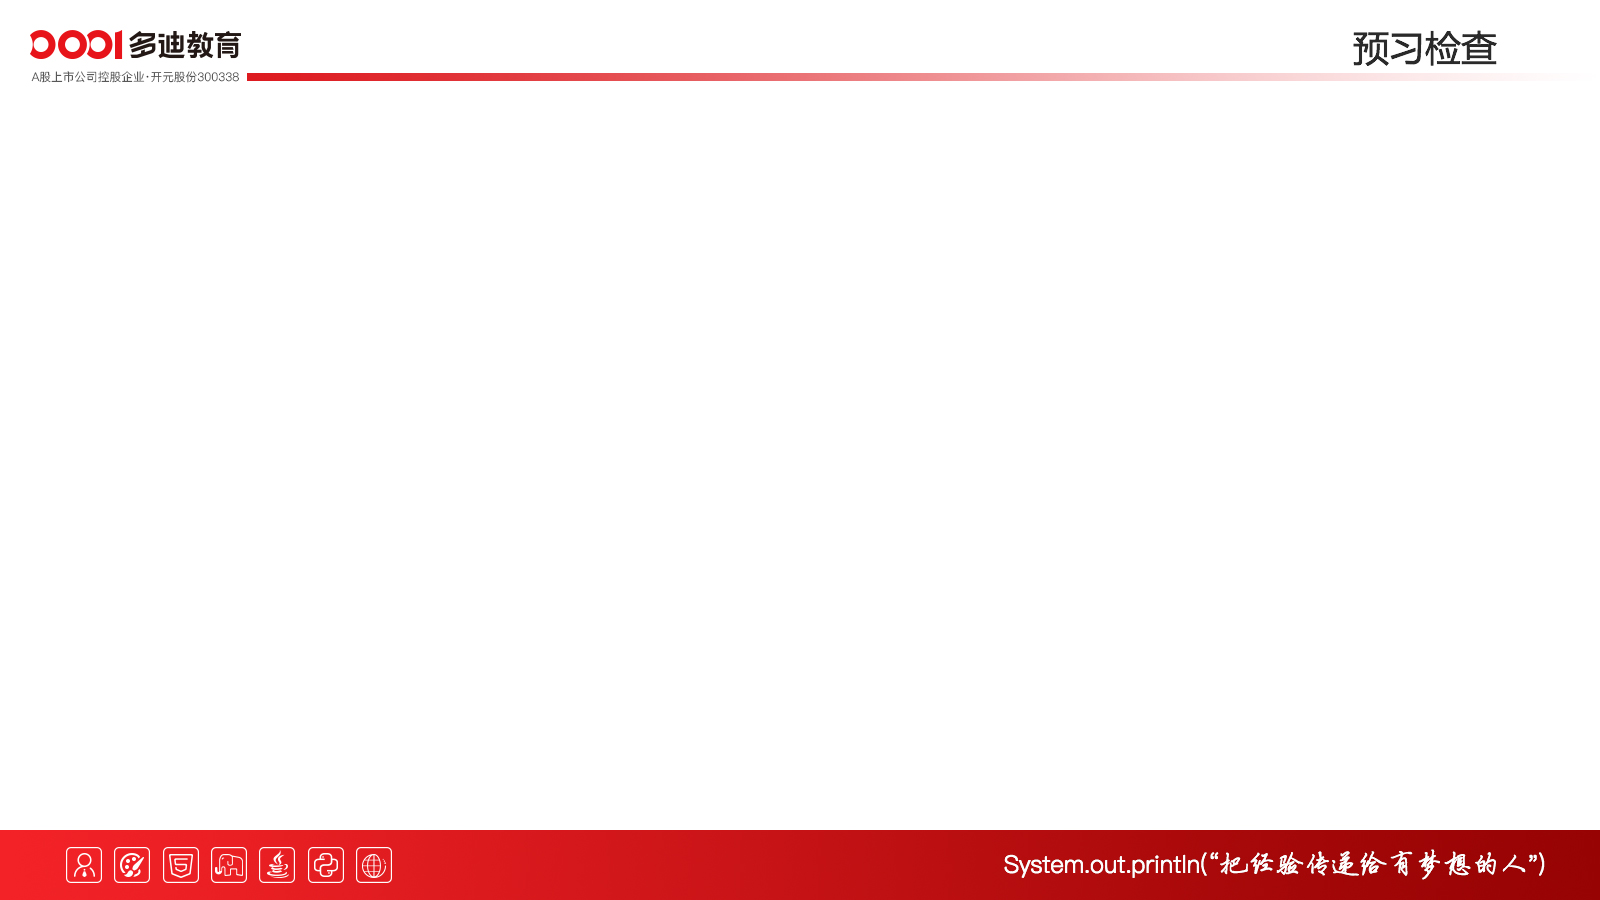 多迪教育
A股上市公司控股企业·开元股份300338
预习检查
System.out.println(“把经验传递给有梦想的人”)